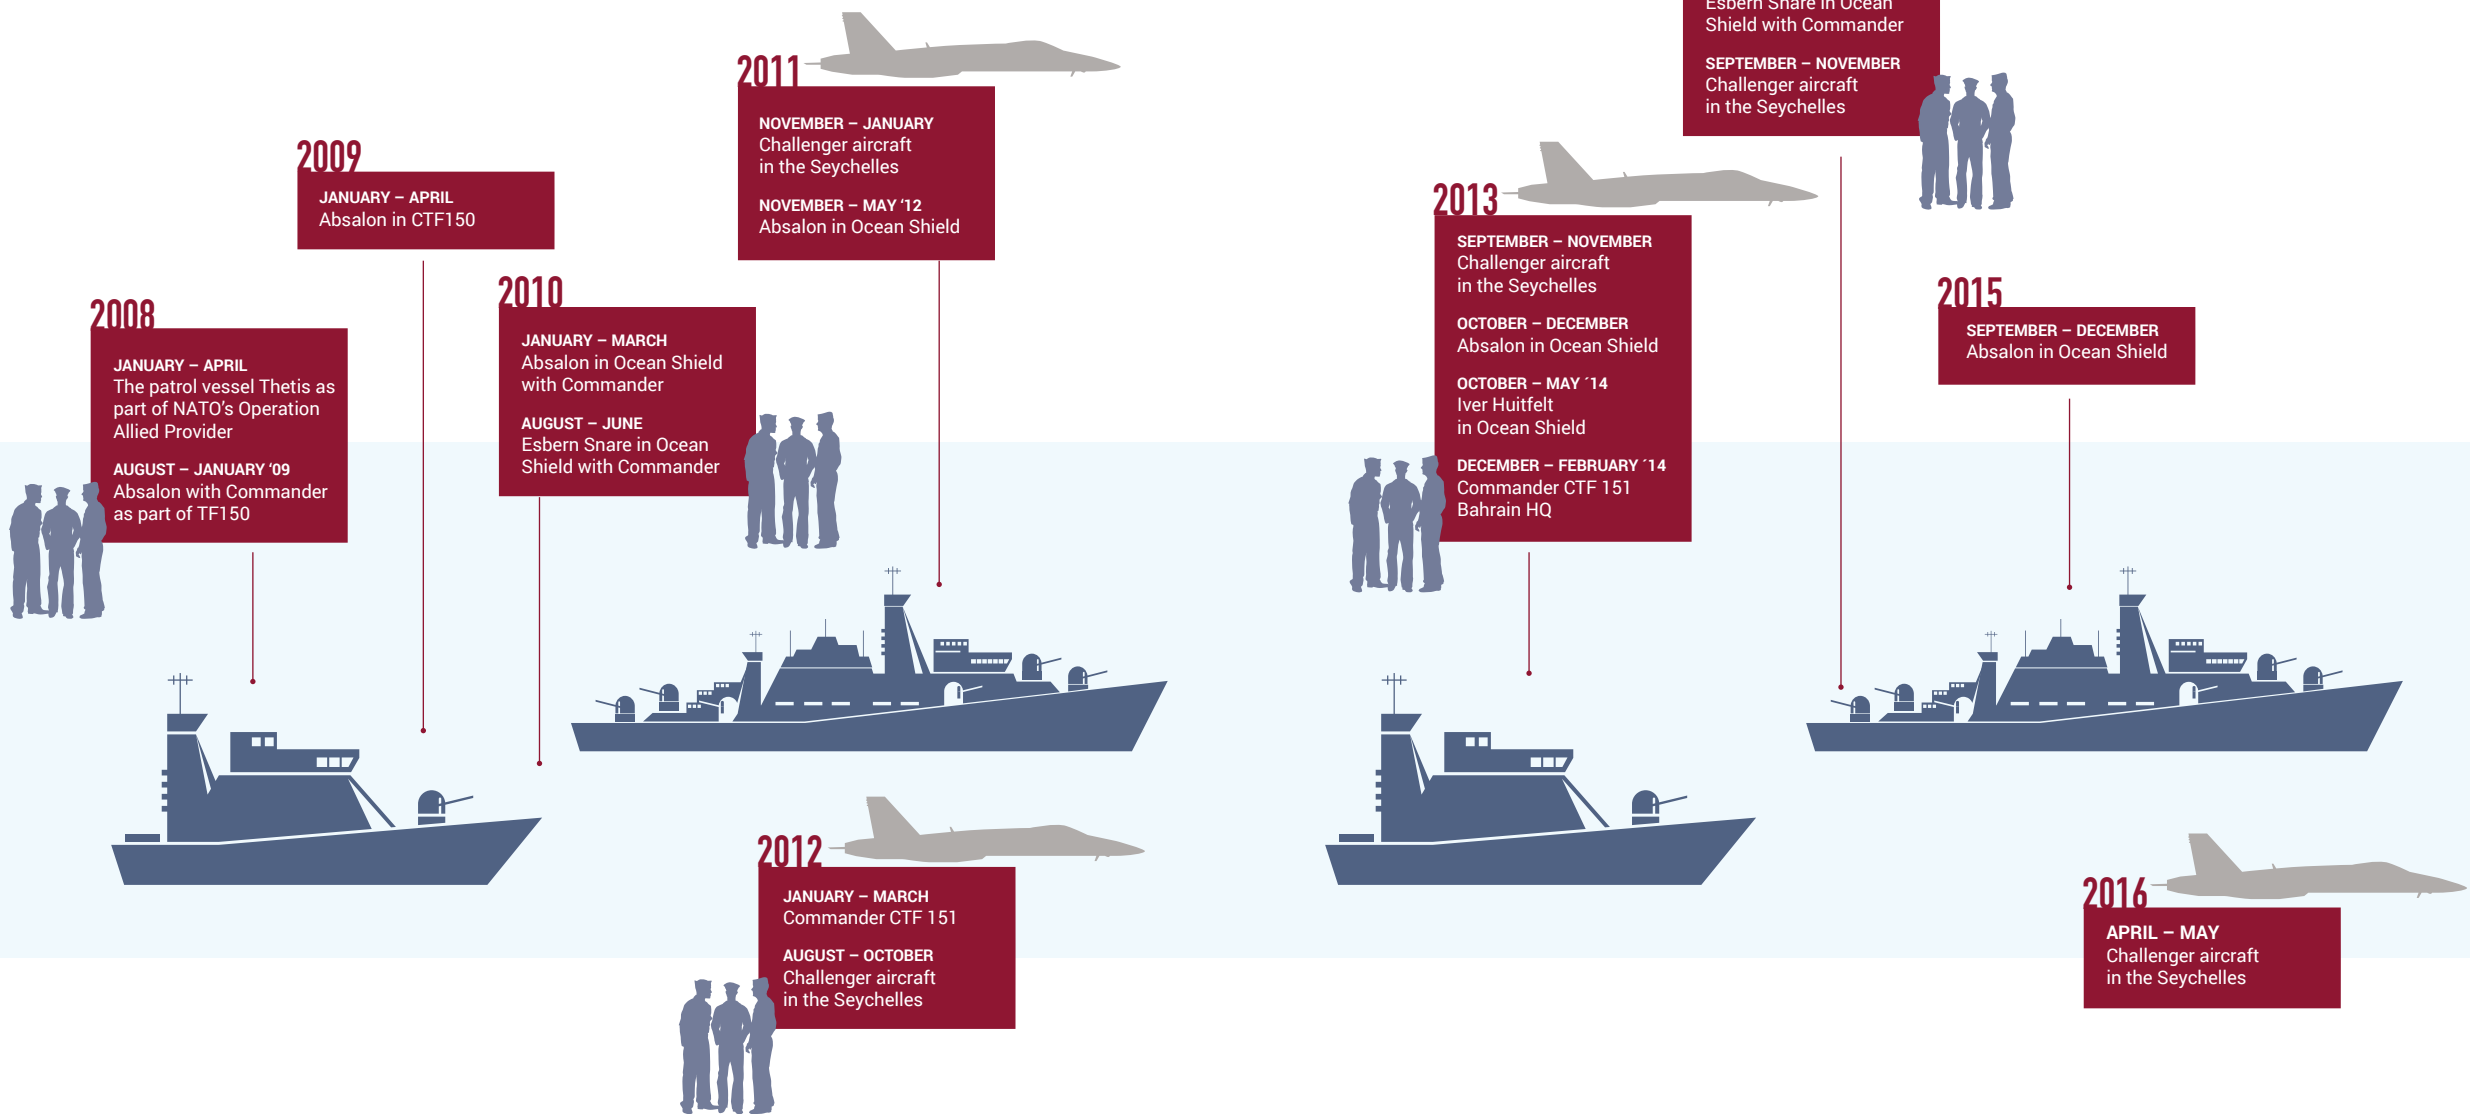 2008
JANUARY – APRIL
The patrol vessel Thetis as
part of NATO’s Operation
Allied Provider
AUGUST – JANUARY ‘09
Absalon with Commander
as part of TF150
2009
JANUARY – APRIL
Absalon in CTF150
2010
JANUARY – MARCH
Absalon in Ocean Shield
with Commander
AUGUST – JUNE
Esbern Snare in Ocean
Shield with Commander
2011
NOVEMBER – JANUARY
Challenger aircraft
in the Seychelles
NOVEMBER – MAY ‘12
Absalon in Ocean Shield
2012
JANUARY – MARCH
Commander CTF 151
AUGUST – OCTOBER
Challenger aircraft
in the Seychelles
2013
SEPTEMBER – NOVEMBER
Challenger aircraft
in the Seychelles
OCTOBER – DECEMBER
Absalon in Ocean Shield
OCTOBER – MAY ´14
Iver Huitfelt
in Ocean Shield
DECEMBER – FEBRUARY ´14
Commander CTF 151
Bahrain HQ
Esbern Snare in Ocean
Shield with Commander
SEPTEMBER – NOVEMBER
Challenger aircraft
in the Seychelles
2015
SEPTEMBER – DECEMBER
Absalon in Ocean Shield
2016
APRIL – MAY
Challenger aircraft
in the Seychelles